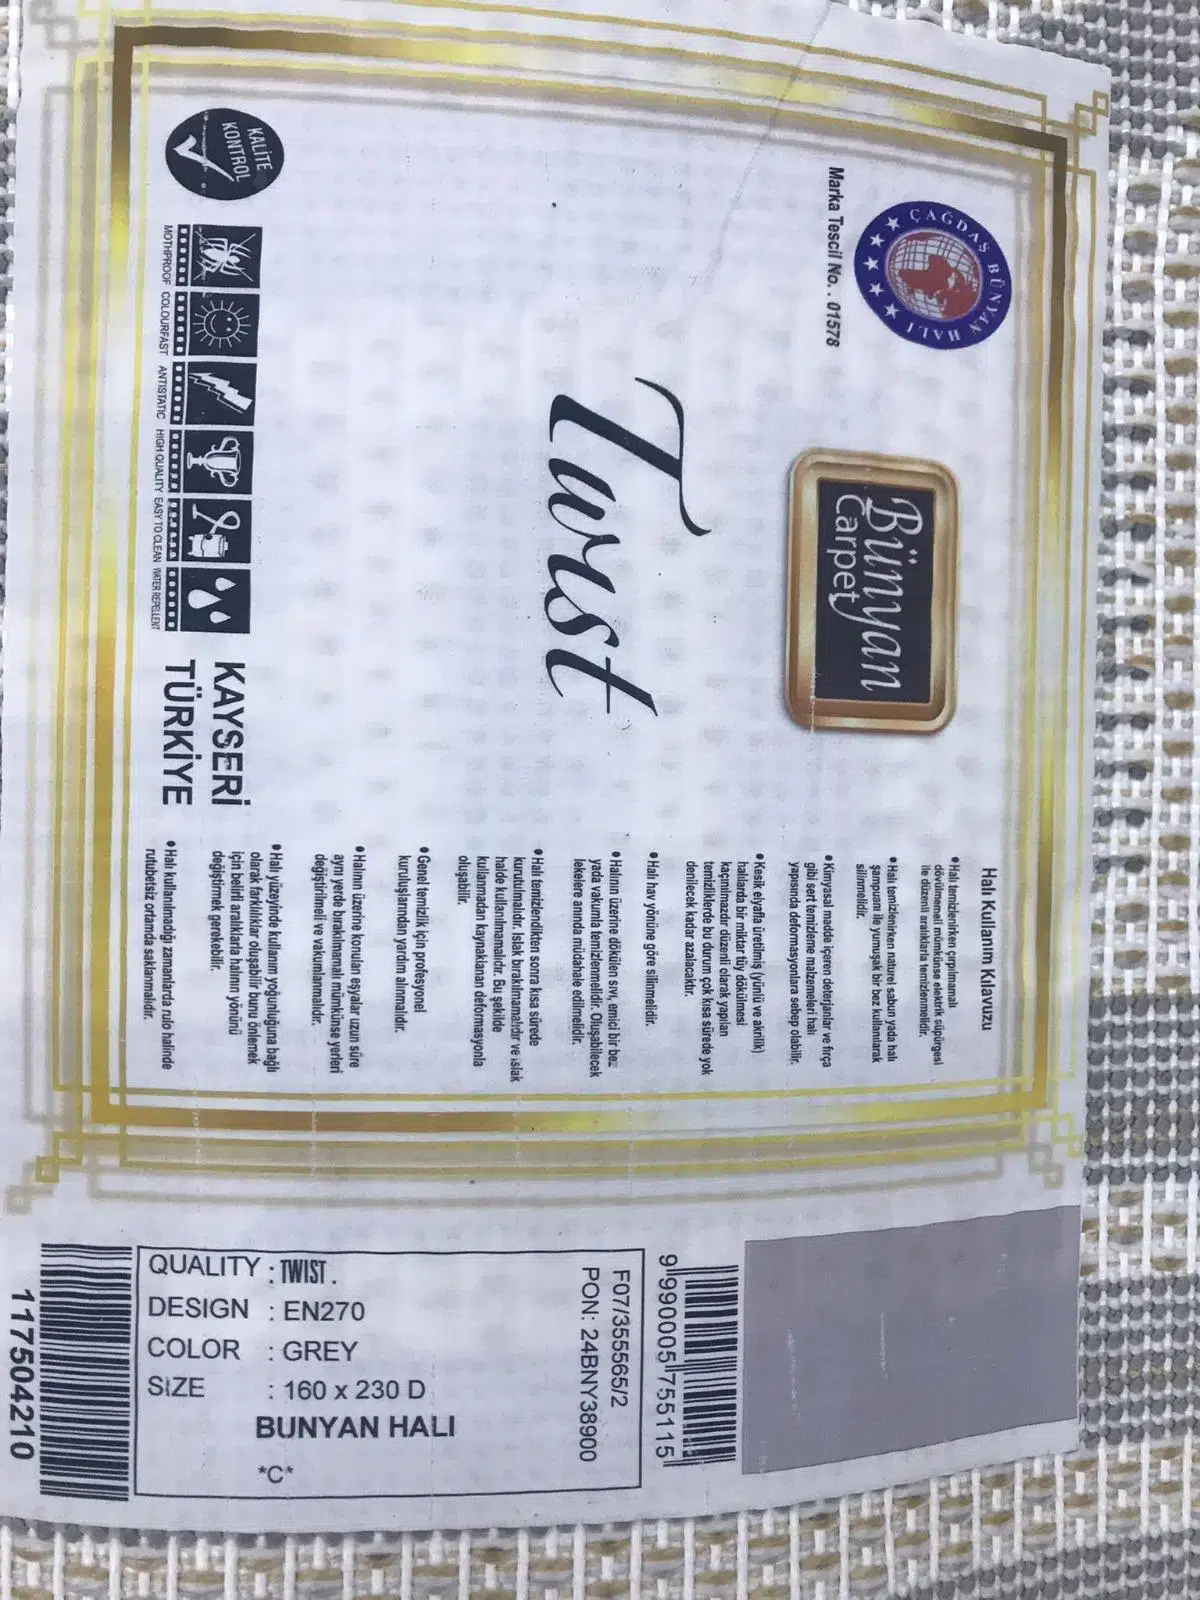 ÇAĞDAŞ BÜNYAN HALI
Marka Tescil No. . 01578
Bünyan
Carpet
Twist
KALİTE
KONTROL
MOTHPROOF COLOURFAST ANTISTATIC HIGH QUALITY EASY TO CLEAN WATER REPELLENT
KAYSERİ
TÜRKİYE
Halı Kullanım Kılavuzu
• Halı temizlenirken çırpılmamalı
dövülmemeli mümkünse elektrik süpürgesi
ile düzenli aralıklarla temizlenmelidir.
• Halı temizlenirken naturel sabun yada halı
şampuanı ile yumuşak bir bez kullanılarak
silinmelidir.
• Kimyasal madde içeren deterjanlar ve fırça
gibi sert temizleme malzemeleri halı
yapısında deformasyonlara sebep olabilir.
• Kesik elyafla üretilmiş (yünlü ve akrilik)
halılarda bir miktar tüy dökülmesi
kaçınılmazdır düzenli olarak yapılan
temizliklerde bu durum çok kısa sürede yok
denilecek kadar azalacaktır.
• Halı hav yönüne göre silinmelidir.
• Halının üzerine dökülen sıvı, emici bir bez
yada vakumla temizlenmelidir. Oluşabilecek
lekelere anında müdahale edilmelidir.
• Halı temizlendikten sonra kısa sürede
kurutulmalıdır. Islak bırakılmamalıdır ve ıslak
halde kullanılmamalıdır. Bu şekilde
kullanmadan kaynaklanan deformasyonla
oluşabilir.
• Genel temizlik için profesyonel
kuruluşlarından yardım alınmalıdır.
• Halının üzerine konulan eşyalar uzun süre
aynı yerde bırakılmamalı mümkünse yerleri
değiştirilmeli ve vakumlanmalıdır.
• Halı yüzeyinde kullanım yoğunluğuna bağlı
olarak farklılıklar oluşabilir bunu önlemek
için belirli aralıklarla halının yönünü
değiştirmek gerekebilir.
• Halı kullanılmadığı zamanlarda rulo halinde
rutubetsiz ortamda saklanmalıdır.
9 990005 755115
F07/355565/2
PON: 24BNY38900
QUALITY : TWIST .
DESIGN : EN270
COLOR : GREY
SIZE : 160 x 230 D
BUNYAN HALI
*C*
117504210